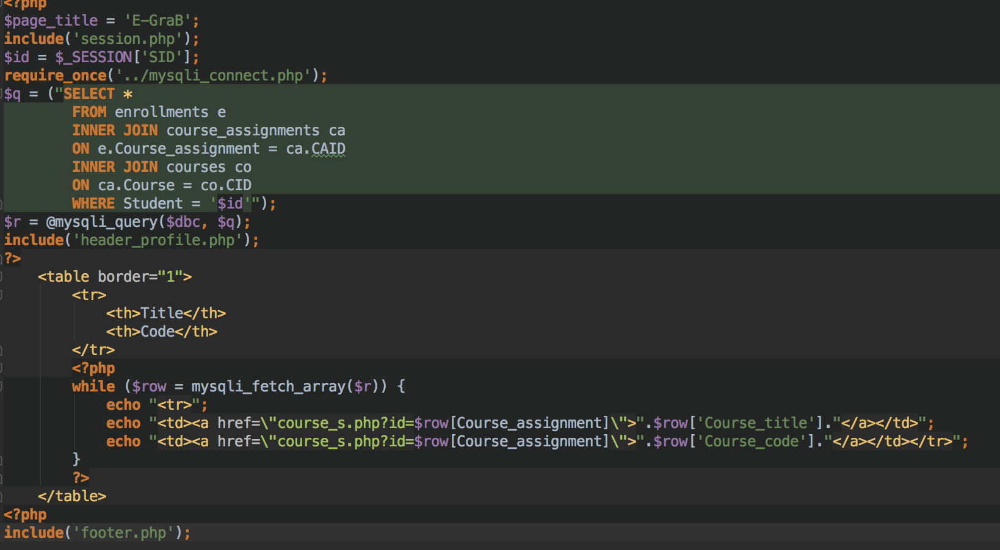 <?php
$page_title = 'E-GraB';
include('session.php');
$id = $_SESSION['SID'];
require_once('../mysqli_connect.php');
$q = ("SELECT *
        FROM enrollments e
        INNER JOIN course_assignments ca
        ON e.Course_assignment = ca.CAID
        INNER JOIN courses co
        ON ca.Course = co.CID
        WHERE Student = '$id'");
$r = @mysqli_query($dbc, $q);
include('header_profile.php');
?>
    <table border="1">
        <tr>
            <th>Title</th>
            <th>Code</th>
        </tr>
        <?php
        while ($row = mysqli_fetch_array($r)) {
            echo "<tr>";
            echo "<td><a href=\"course_s.php?id=$row[Course_assignment]\">".$row['Course_title']."</a></td>";
            echo "<td><a href=\"course_s.php?id=$row[Course_assignment]\">".$row['Course_code']."</a></td></tr>";
        }
        ?>
    </table>
<?php
include('footer.php');